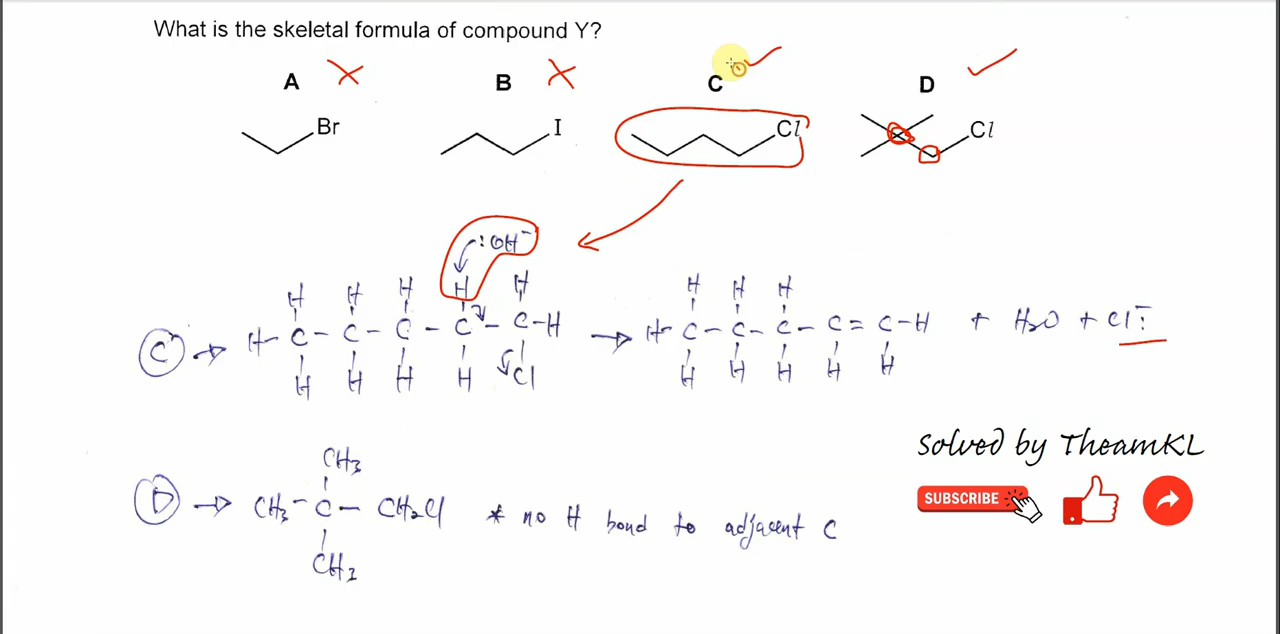 What is the skeletal formula of compound Y?
A B C D
Br I Cl Cl
:OH⁻
H H H H H H H H
C → H- C - C - C - C - C-H → H- C - C - C - C = C-H + H₂O + Cl:⁻
H H H H Cl H H H H H
Solved by TheamKL
CH₃
D → CH₃ - C - CH₂Cl * no H bond to adjacent C
CH₃
SUBSCRIBE